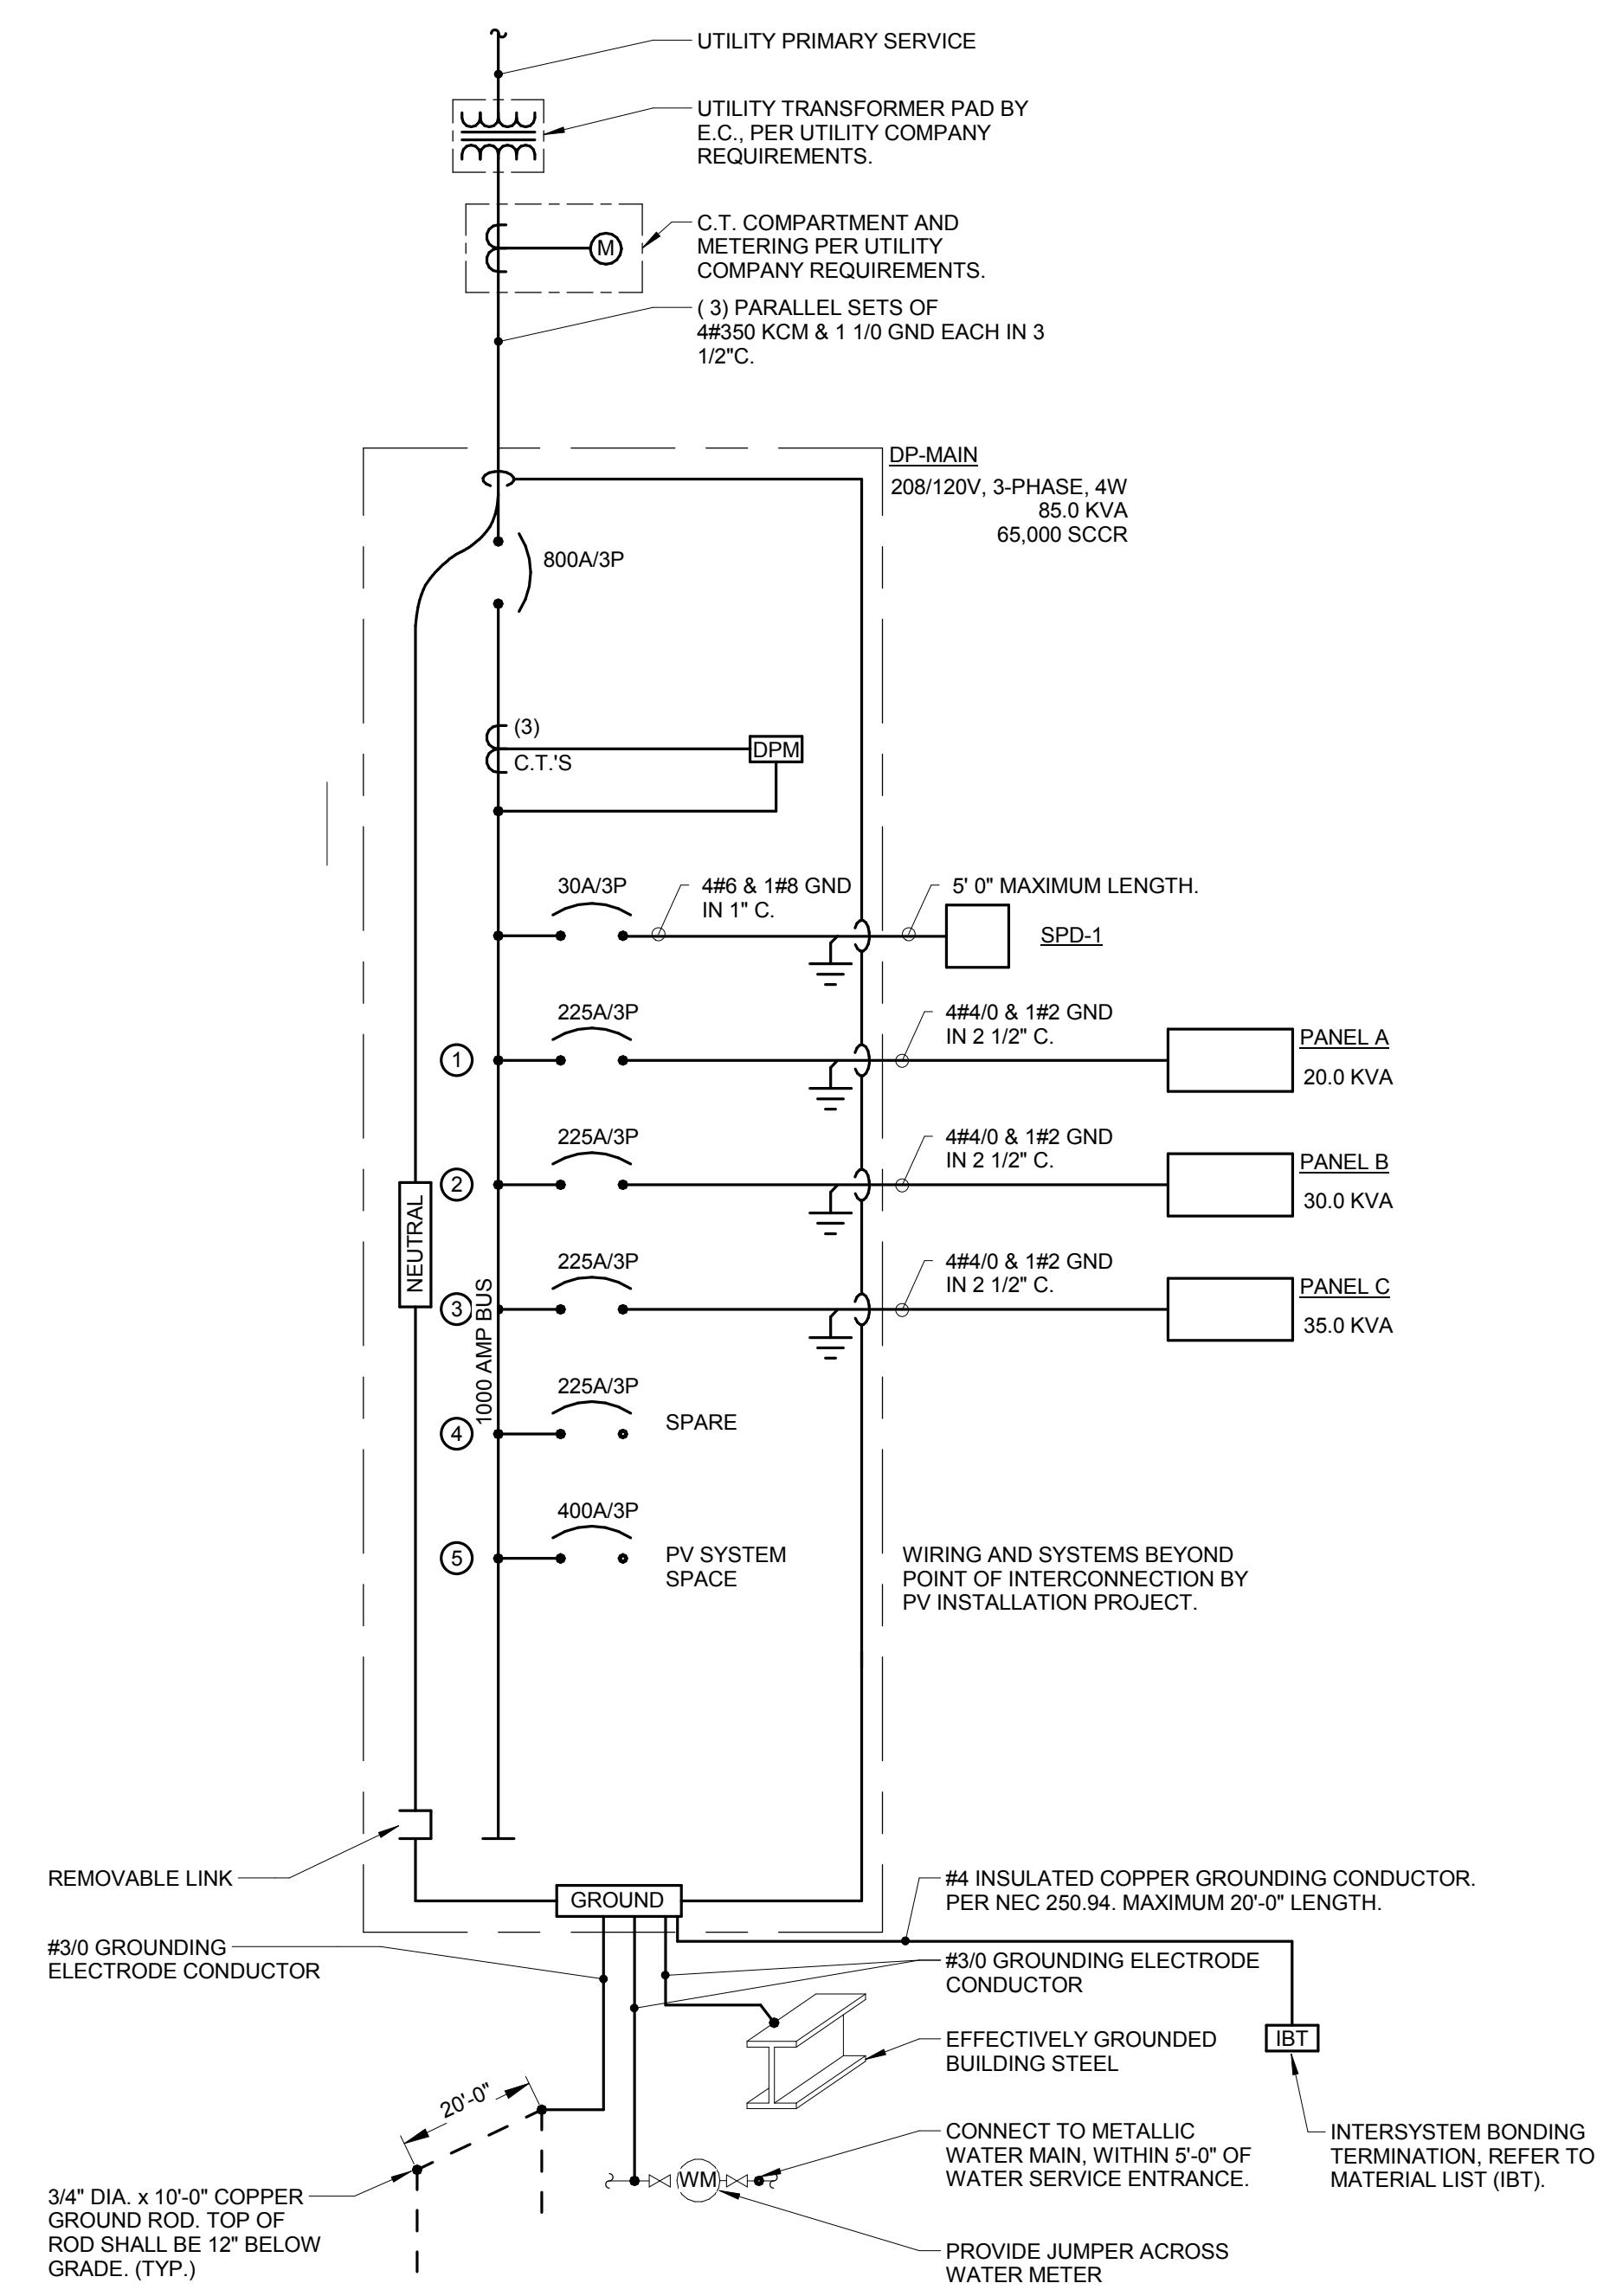 UTILITY PRIMARY SERVICE
UTILITY TRANSFORMER PAD BY
E.C., PER UTILITY COMPANY
REQUIREMENTS.
C.T. COMPARTMENT AND
METERING PER UTILITY
COMPANY REQUIREMENTS.
M
( 3) PARALLEL SETS OF
4#350 KCM & 1 1/0 GND EACH IN 3
1/2"C.
DP-MAIN
208/120V, 3-PHASE, 4W
85.0 KVA
65,000 SCCR
800A/3P
(3)
C.T.'S
DPM
30A/3P
4#6 & 1#8 GND
IN 1" C.
5' 0" MAXIMUM LENGTH.
SPD-1
1
225A/3P
4#4/0 & 1#2 GND
IN 2 1/2" C.
PANEL A
20.0 KVA
2
225A/3P
4#4/0 & 1#2 GND
IN 2 1/2" C.
PANEL B
30.0 KVA
NEUTRAL
3
1000 AMP BUS
225A/3P
4#4/0 & 1#2 GND
IN 2 1/2" C.
PANEL C
35.0 KVA
4
225A/3P
SPARE
5
400A/3P
PV SYSTEM
SPACE
WIRING AND SYSTEMS BEYOND
POINT OF INTERCONNECTION BY
PV INSTALLATION PROJECT.
REMOVABLE LINK
GROUND
#4 INSULATED COPPER GROUNDING CONDUCTOR.
PER NEC 250.94. MAXIMUM 20'-0" LENGTH.
#3/0 GROUNDING
ELECTRODE CONDUCTOR
#3/0 GROUNDING ELECTRODE
CONDUCTOR
EFFECTIVELY GROUNDED
BUILDING STEEL
IBT
20'-0"
CONNECT TO METALLIC
WATER MAIN, WITHIN 5'-0" OF
WATER SERVICE ENTRANCE.
INTERSYSTEM BONDING
TERMINATION, REFER TO
MATERIAL LIST (IBT).
WM
3/4" DIA. x 10'-0" COPPER
GROUND ROD. TOP OF
ROD SHALL BE 12" BELOW
GRADE. (TYP.)
PROVIDE JUMPER ACROSS
WATER METER